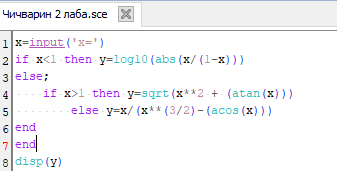 Чичварин 2 лаба.sce
1 x=input('x=')
2 if x<1 then y=log10(abs(x/(1-x)))
3 else;
4 if x>1 then y=sqrt(x**2 + (atan(x)))
5 else y=x/(x**(3/2)-(acos(x)))
6 end
7 end
8 disp(y)